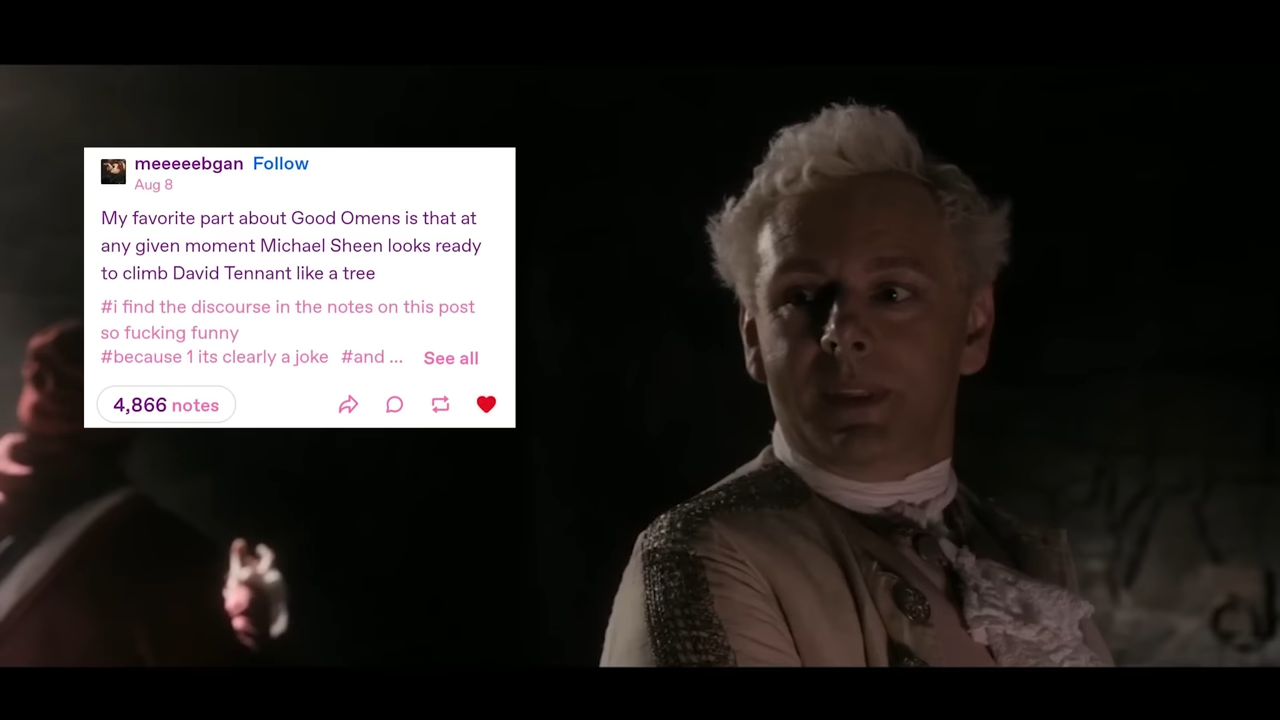 meeeeebgan Follow
Aug 8
My favorite part about Good Omens is that at
any given moment Michael Sheen looks ready
to climb David Tennant like a tree
#i find the discourse in the notes on this post
so fucking funny
#because 1 its clearly a joke #and ... See all
4,866 notes